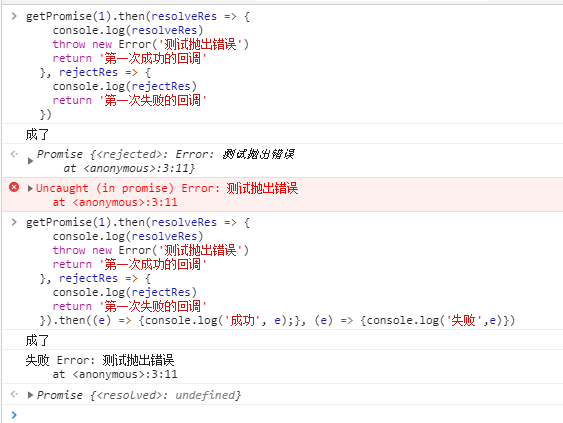 getPromise(1).then(resolveRes => {
console.log(resolveRes)
throw new Error('测试抛出错误')
return '第一次成功的回调'
}, rejectRes => {
console.log(rejectRes)
return '第一次失败的回调'
})
成了
Promise {<rejected>: Error: 测试抛出错误
at <anonymous>:3:11}
Uncaught (in promise) Error: 测试抛出错误
at <anonymous>:3:11
getPromise(1).then(resolveRes => {
console.log(resolveRes)
throw new Error('测试抛出错误')
return '第一次成功的回调'
}, rejectRes => {
console.log(rejectRes)
return '第一次失败的回调'
}).then((e) => {console.log('成功', e);}, (e) => {console.log('失败',e)})
成了
失败 Error: 测试抛出错误
at <anonymous>:3:11
Promise {<resolved>: undefined}